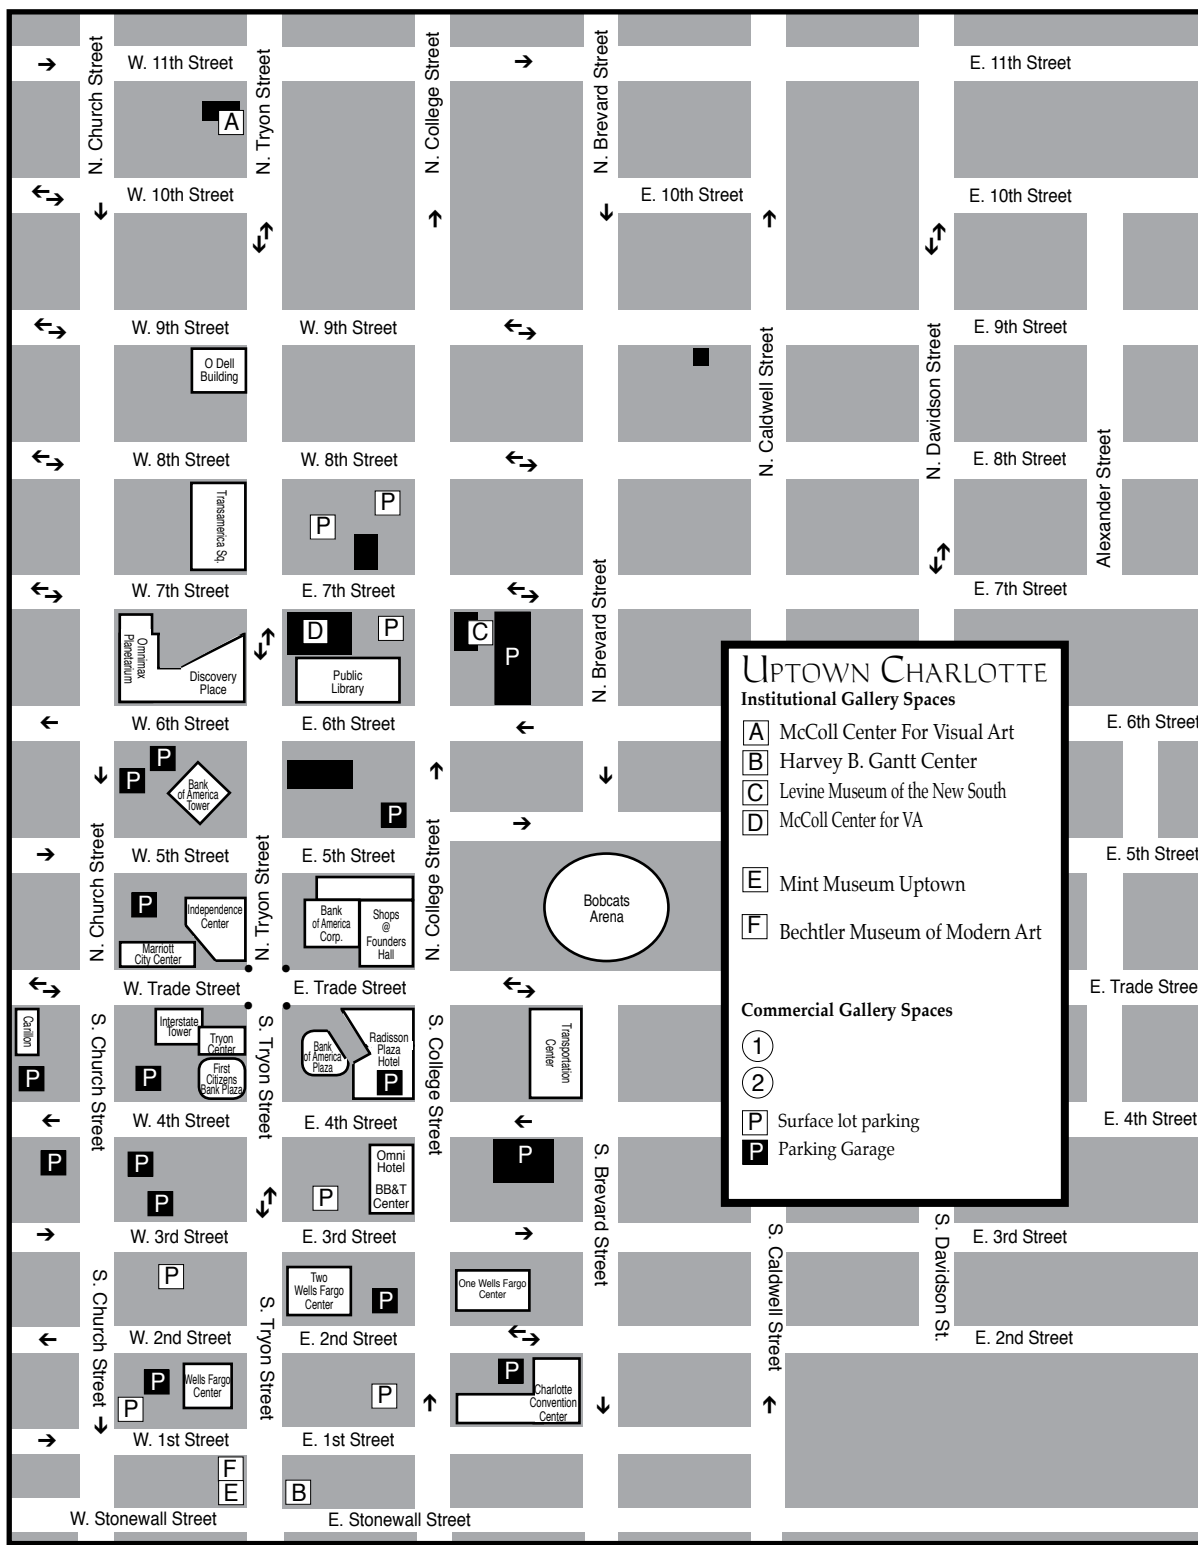 N. Church Street
N. Tryon Street
N. College Street
N. Brevard Street
W. 11th Street
E. 11th Street
A
W. 10th Street
E. 10th Street
E. 10th Street
W. 9th Street
W. 9th Street
E. 9th Street
N. Caldwell Street
N. Davidson Street
O Dell
Building
Alexander Street
W. 8th Street
W. 8th Street
E. 8th Street
Transamerica Sq.
P
P
W. 7th Street
E. 7th Street
E. 7th Street
N. Brevard Street
Omnimax
Planetarium
Discovery
Place
D
P
Public
Library
C
P
W. 6th Street
E. 6th Street
E. 6th Street
P
P
Bank
of America
Tower
P
N. Church Street
N. Tryon Street
N. College Street
W. 5th Street
E. 5th Street
E. 5th Street
P
Independence
Center
Marriott
City Center
Bank
of America
Corp.
Shops
@
Founders
Hall
Bobcats
Arena
W. Trade Street
E. Trade Street
E. Trade Street
Carillon
P
S. Church Street
Interstate
Tower
Tryon
Center
First
Citizens
Bank Plaza
P
S. Tryon Street
Bank
of America
Plaza
Radisson
Plaza
Hotel
P
S. College Street
Transportation
Center
W. 4th Street
E. 4th Street
E. 4th Street
P
P
P
P
Omni
Hotel
BB&T
Center
P
S. Brevard Street
W. 3rd Street
E. 3rd Street
E. 3rd Street
S. Caldwell Street
S. Davidson St.
S. Church Street
P
S. Tryon Street
Two
Wells Fargo
Center
P
One Wells Fargo
Center
W. 2nd Street
E. 2nd Street
E. 2nd Street
P
P
Wells Fargo
Center
P
P
Charlotte
Convention
Center
W. 1st Street
E. 1st Street
F
E
B
W. Stonewall Street
E. Stonewall Street
UPTOWN CHARLOTTE
Institutional Gallery Spaces
A McColl Center For Visual Art
B Harvey B. Gantt Center
C Levine Museum of the New South
D McColl Center for VA
E Mint Museum Uptown
F Bechtler Museum of Modern Art
Commercial Gallery Spaces
1
2
P Surface lot parking
P Parking Garage